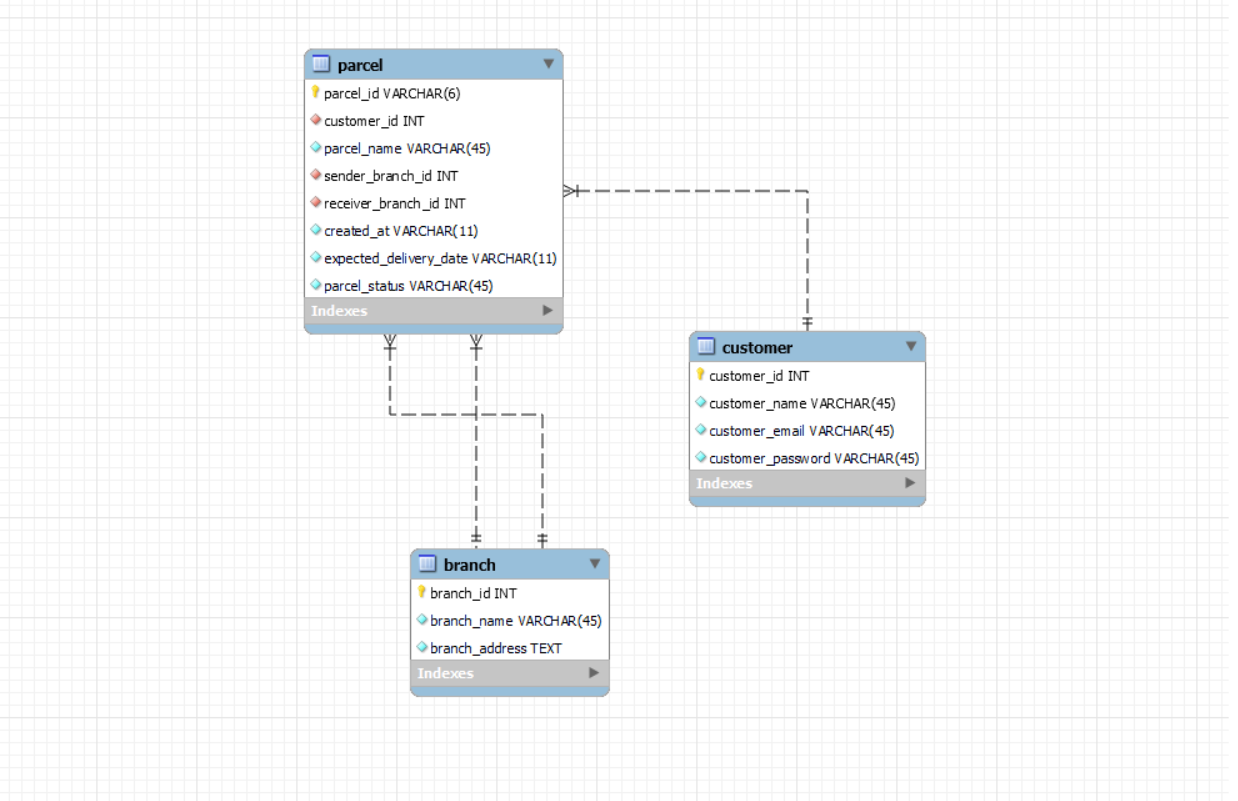 parcel
parcel_id VARCHAR(6)
customer_id INT
parcel_name VARCHAR(45)
sender_branch_id INT
receiver_branch_id INT
created_at VARCHAR(11)
expected_delivery_date VARCHAR(11)
parcel_status VARCHAR(45)
Indexes
customer
customer_id INT
customer_name VARCHAR(45)
customer_email VARCHAR(45)
customer_password VARCHAR(45)
Indexes
branch
branch_id INT
branch_name VARCHAR(45)
branch_address TEXT
Indexes